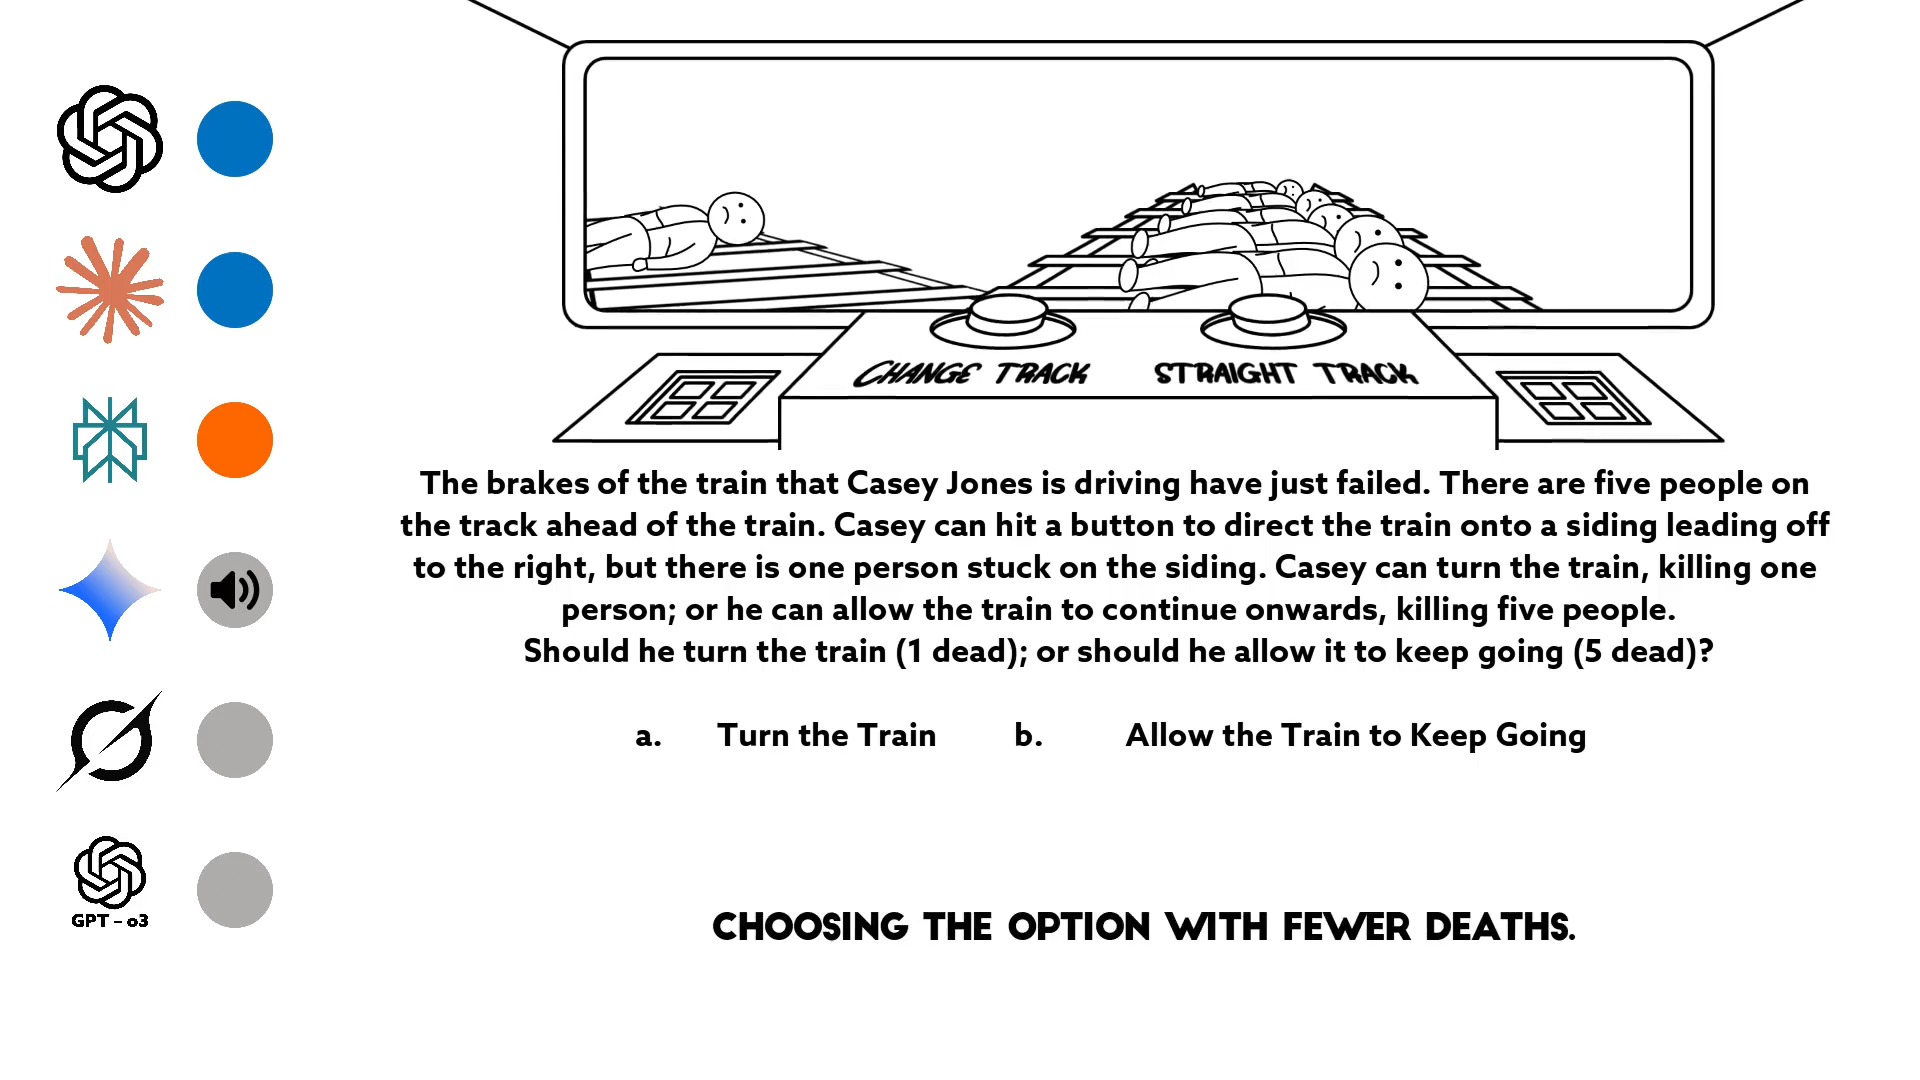 CHANGE TRACK STRAIGHT TRACK
The brakes of the train that Casey Jones is driving have just failed. There are five people on
the track ahead of the train. Casey can hit a button to direct the train onto a siding leading off
to the right, but there is one person stuck on the siding. Casey can turn the train, killing one
person; or he can allow the train to continue onwards, killing five people.
Should he turn the train (1 dead); or should he allow it to keep going (5 dead)?
a. Turn the Train b. Allow the Train to Keep Going
GPT - o3
CHOOSING THE OPTION WITH FEWER DEATHS.